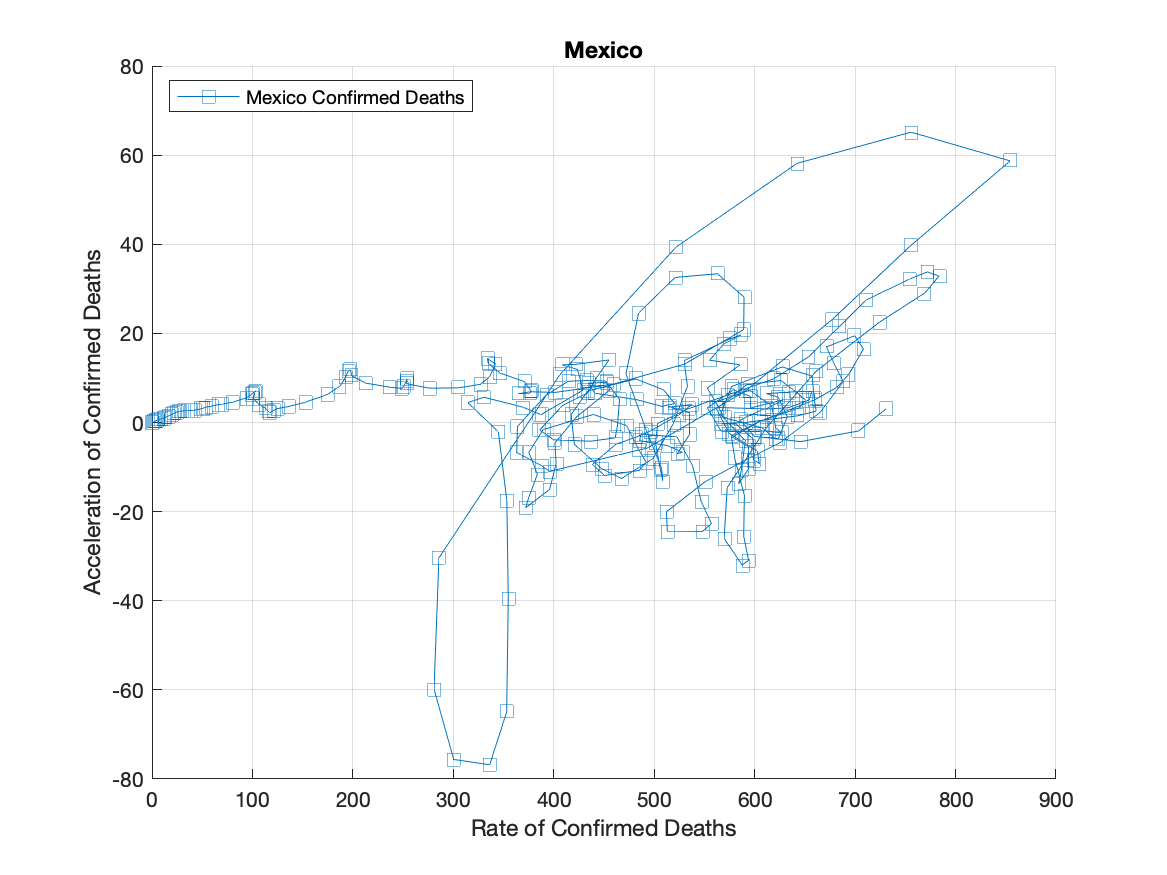 Mexico
80
Mexico Confirmed Deaths
60
40
20
0
-20
-40
-60
-80
Acceleration of Confirmed Deaths
0 100 200 300 400 500 600 700 800 900
Rate of Confirmed Deaths